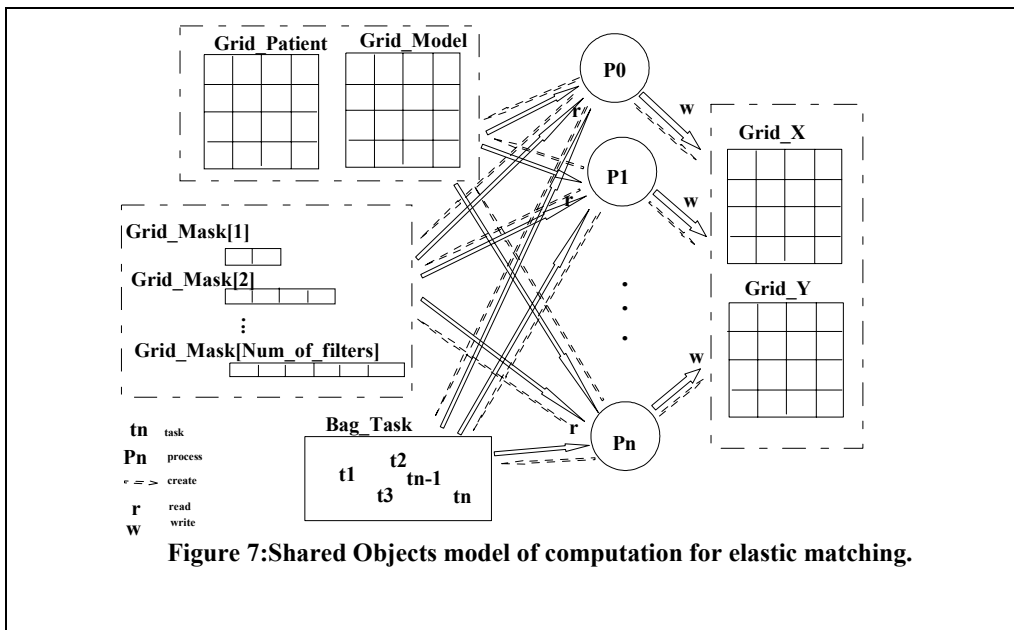 Grid_Patient
Grid_Model
P0
r
w
Grid_X
P1
r
w
Grid_Mask[1]
Grid_Mask[2]
⋮
Grid_Mask[Num_of_filters]
Grid_Y
w
Bag_Task
r
Pn
t1
t2
tn-1
t3
tn
tn task
Pn process
create
r read
w write
Figure 7:Shared Objects model of computation for elastic matching.